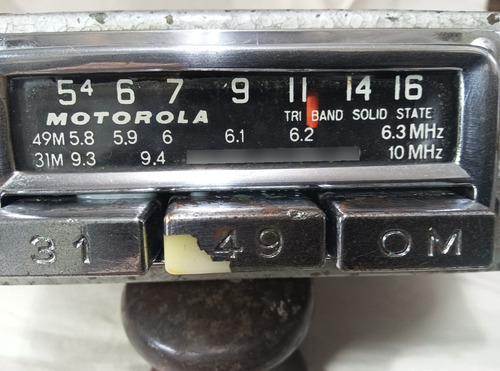 5⁴ 6 7 9 11 14 16
MOTOROLA TRI BAND SOLID STATE
49M 5.8 5.9 6 6.1 6.2 6.3 MHz
31M 9.3 9.4 10 MHz
31 49 OM